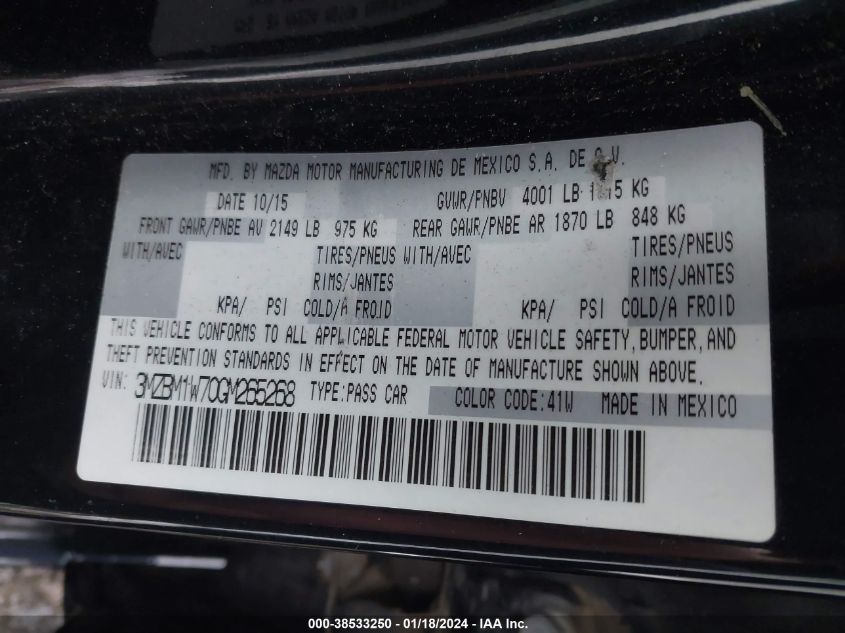 MFD. BY MAZDA MOTOR MANUFACTURING DE MEXICO S.A. DE V.
DATE 10/15 GVWR/PNBV 4001 LB KG
FRONT GAWR/PNBE AV 2149 LB 975 KG REAR GAWR/PNBE AR 1870 LB 848 KG
WITH/AVEC TIRES/PNEUS WITH/AVEC TIRES/PNEUS
RIMS/JANTES RIMS/JANTES
KPA/ PSI COLD/A FROID KPA/ PSI COLD/A FROID
THIS VEHICLE CONFORMS TO ALL APPLICABLE FEDERAL MOTOR VEHICLE SAFETY, BUMPER, AND
THEFT PREVENTION STANDARDS IN EFFECT ON THE DATE OF MANUFACTURE SHOWN ABOVE.
VIN: 3MZBM1W70GM265268 TYPE:PASS CAR COLOR CODE:41W MADE IN MEXICO
000-38533250 - 01/18/2024 - IAA Inc.